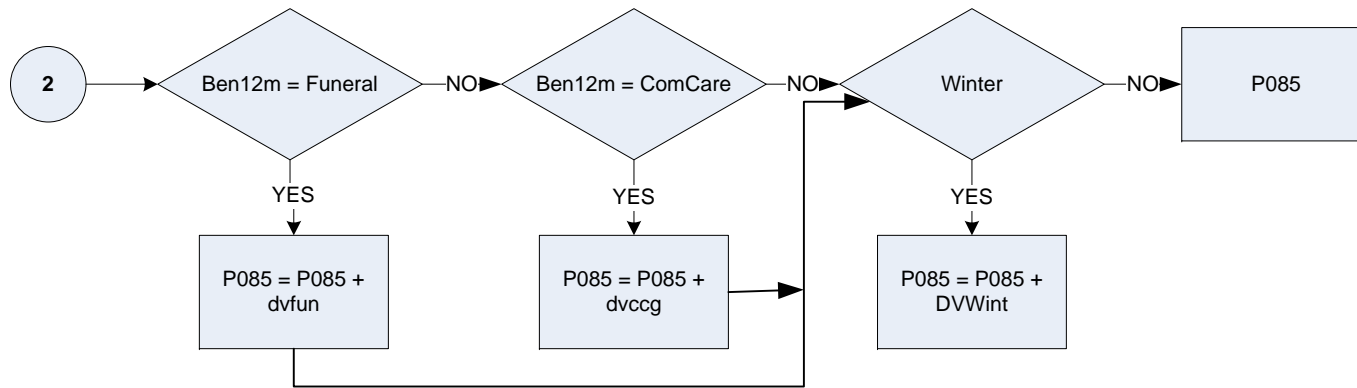 2
Ben12m = Funeral
NO
Ben12m = ComCare
NO
Winter
NO
P085
YES
YES
YES
P085 = P085 +
dvfun
P085 = P085 +
dvccg
P085 = P085 +
DVWint